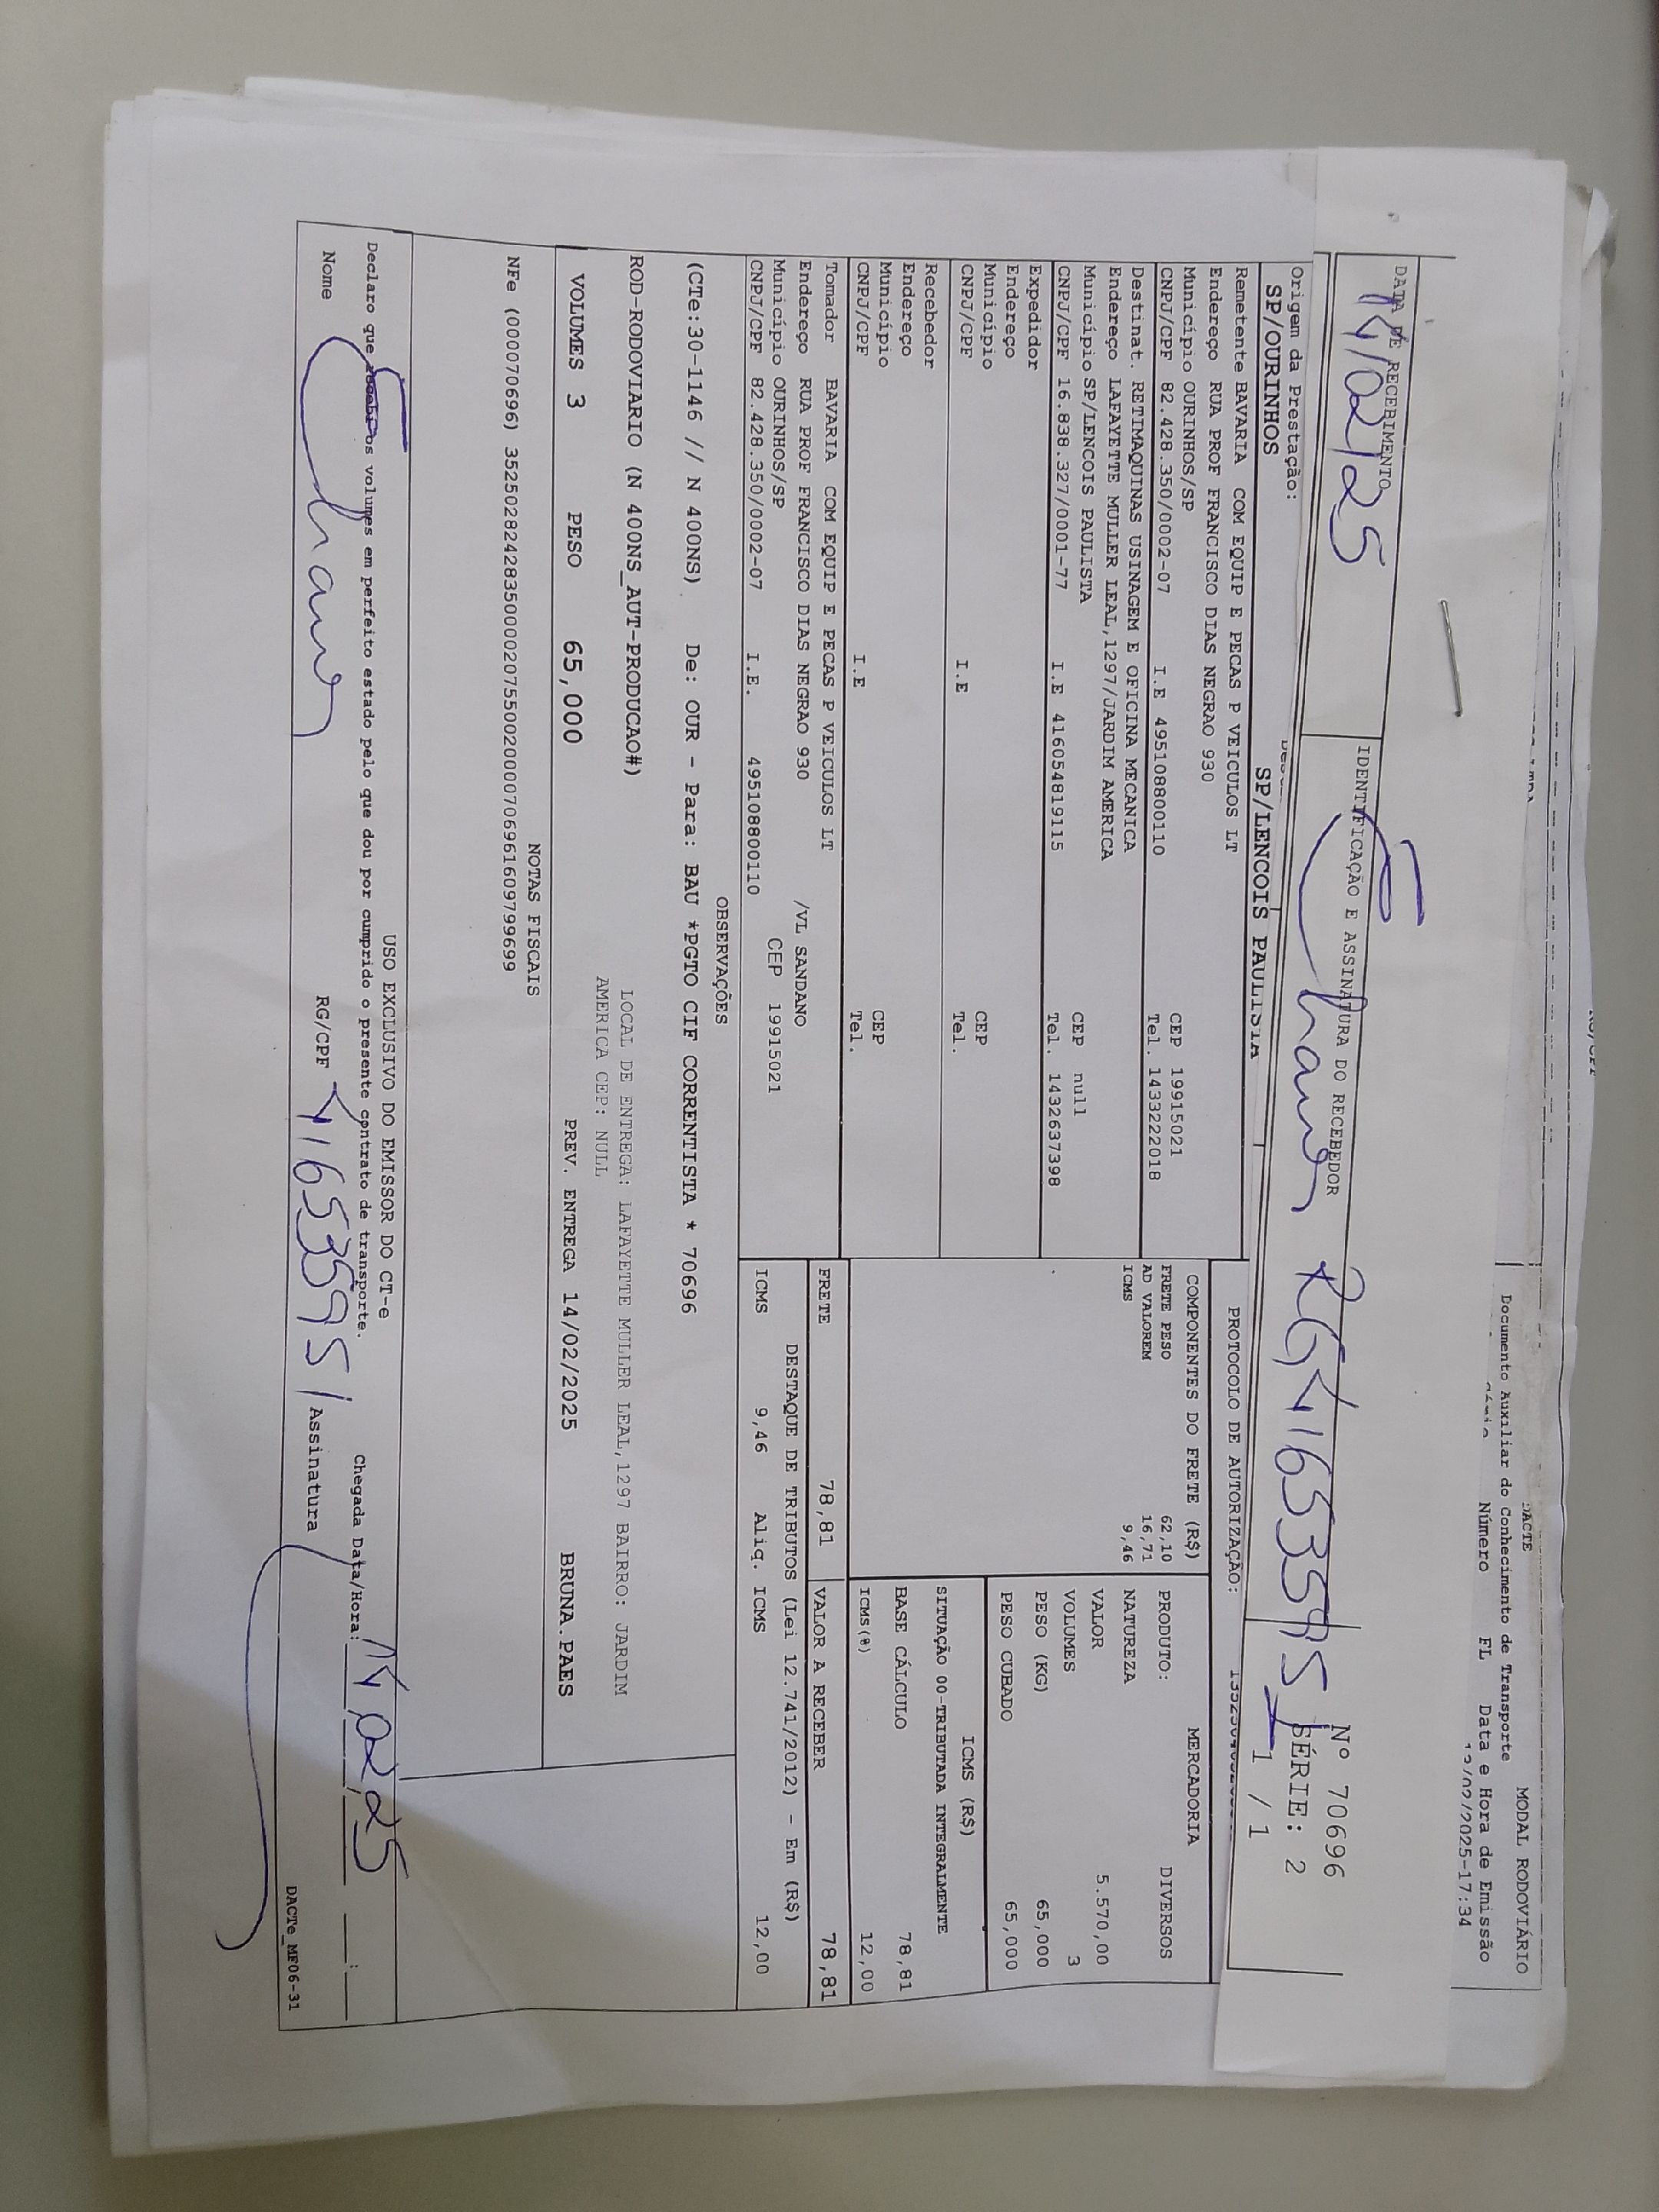 DACTE
MODAL RODOVIÁRIO
Documento Auxiliar do Conhecimento de Transporte
Número FL Data e Hora de Emissão
12/02/2025-17:34
DATA DE RECEBIMENTO
14/02/25
IDENTIFICAÇÃO E ASSINATURA DO RECEBEDOR
RG 41653595
Nº 70696
SÉRIE: 2
1 / 1
Origem da Prestação:
SP/OURINHOS
SP/LENCOIS PAULISTA
PROTOCOLO DE AUTORIZAÇÃO:
Remetente BAVARIA COM EQUIP E PECAS P VEICULOS LT
Endereço RUA PROF FRANCISCO DIAS NEGRAO 930
Município OURINHOS/SP CEP 19915021
CNPJ/CPF 82.428.350/0002-07 I.E 495108800110 Tel. 1433222018
Destinat. RETIMAQUINAS USINAGEM E OFICINA MECANICA
Endereço LAFAYETTE MULLER LEAL,1297/JARDIM AMERICA
Município SP/LENCOIS PAULISTA CEP null
CNPJ/CPF 16.838.327/0001-77 I.E 416054819115 Tel. 1432637398
Expedidor
Endereço
Município CEP
CNPJ/CPF I.E Tel.
Recebedor
Endereço
Município CEP
CNPJ/CPF I.E Tel.
Tomador BAVARIA COM EQUIP E PECAS P VEICULOS LT
Endereço RUA PROF FRANCISCO DIAS NEGRAO 930 /VL SANDANO
Município OURINHOS/SP CEP 19915021
CNPJ/CPF 82.428.350/0002-07 I.E. 495108800110
COMPONENTES DO FRETE (R$)
FRETE PESO 62,10
AD VALOREM 16,71
ICMS 9,46
MERCADORIA
PRODUTO: DIVERSOS
NATUREZA
VALOR 5.570,00
VOLUMES 3
PESO (KG) 65,000
PESO CUBADO 65,000
ICMS (R$)
SITUAÇÃO 00-TRIBUTADA INTEGRALMENTE
BASE CÁLCULO 78,81
ICMS(%) 12,00
FRETE 78,81 VALOR A RECEBER 78,81
DESTAQUE DE TRIBUTOS (Lei 12.741/2012) - Em (R$)
ICMS 9,46 Aliq. ICMS 12,00
OBSERVAÇÕES
(CTe:30-1146 // N 400NS) De: OUR - Para: BAU *PGTO CIF CORRENTISTA * 70696
ROD-RODOVIARIO (N 400NS_AUT-PRODUCAO#)
LOCAL DE ENTREGA: LAFAYETTE MULLER LEAL,1297 BAIRRO: JARDIM
AMERICA CEP: NULL
VOLUMES 3 PESO 65,000 PREV. ENTREGA 14/02/2025 BRUNA.PAES
NOTAS FISCAIS
NFe (000070696) 35250282428350000207550020000706961609799699
USO EXCLUSIVO DO EMISSOR DO CT-e
Declaro que recebi os volumes em perfeito estado pelo que dou por cumprido o presente contrato de transporte.
Chegada Data/Hora: 14/02/25
Nome
RG/CPF 41653595
Assinatura
DACTe_MF06-31